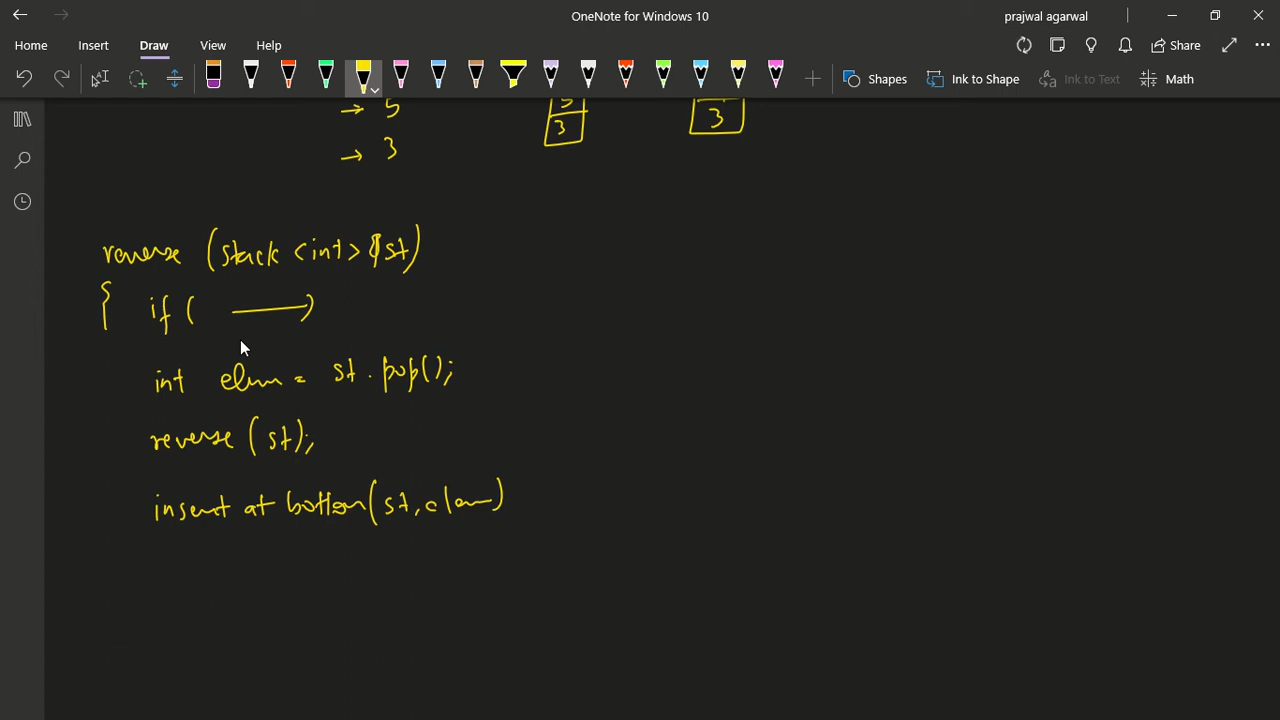 OneNote for Windows 10
prajwal agarwal
Home Insert Draw View Help
Share
Shapes
Ink to Shape
Ink to Text
Math
→ 5
→ 3
5
3
3
reverse (stack <int> &st)
{ if ( — )
int elem = st.pop();
reverse (st);
insert at bottom(st, elem)